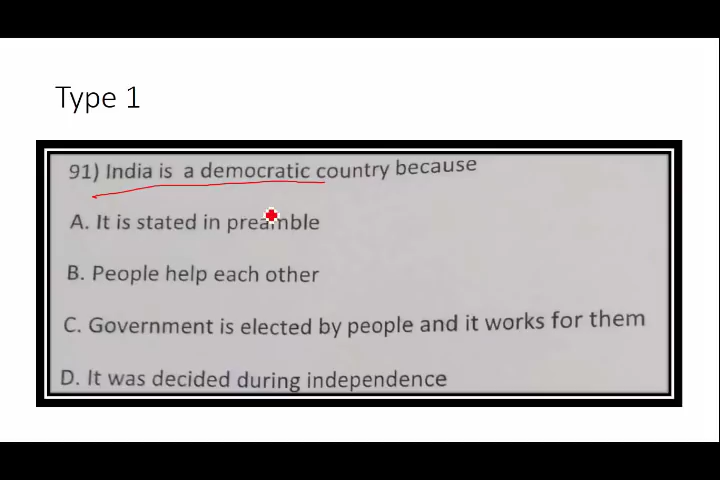 Type 1
91) India is a democratic country because
A. It is stated in preamble
B. People help each other
C. Government is elected by people and it works for them
D. It was decided during independence